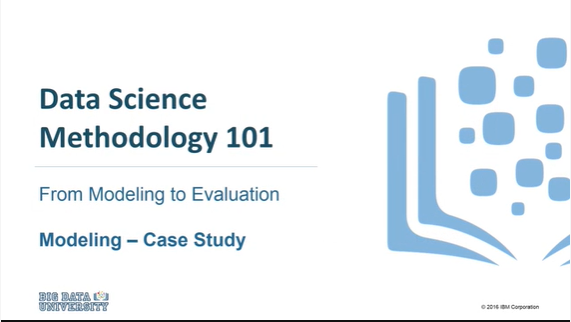 Data Science
Methodology 101
From Modeling to Evaluation
Modeling – Case Study
BIG DATA
UNIVERSITY
© 2016 IBM Corporation